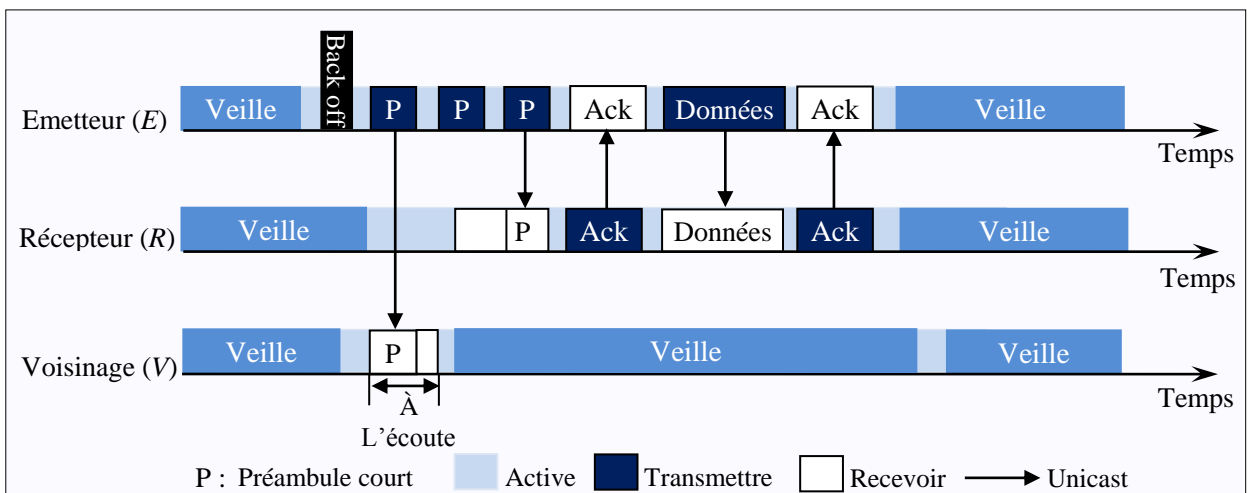 Back off
Emetteur (E) Veille P P P Ack Données Ack Veille
Temps
Récepteur (R) Veille P Ack Données Ack Veille
Temps
Voisinage (V) Veille P Veille Veille
Temps
À
L'écoute
P : Préambule court Active Transmettre Recevoir Unicast